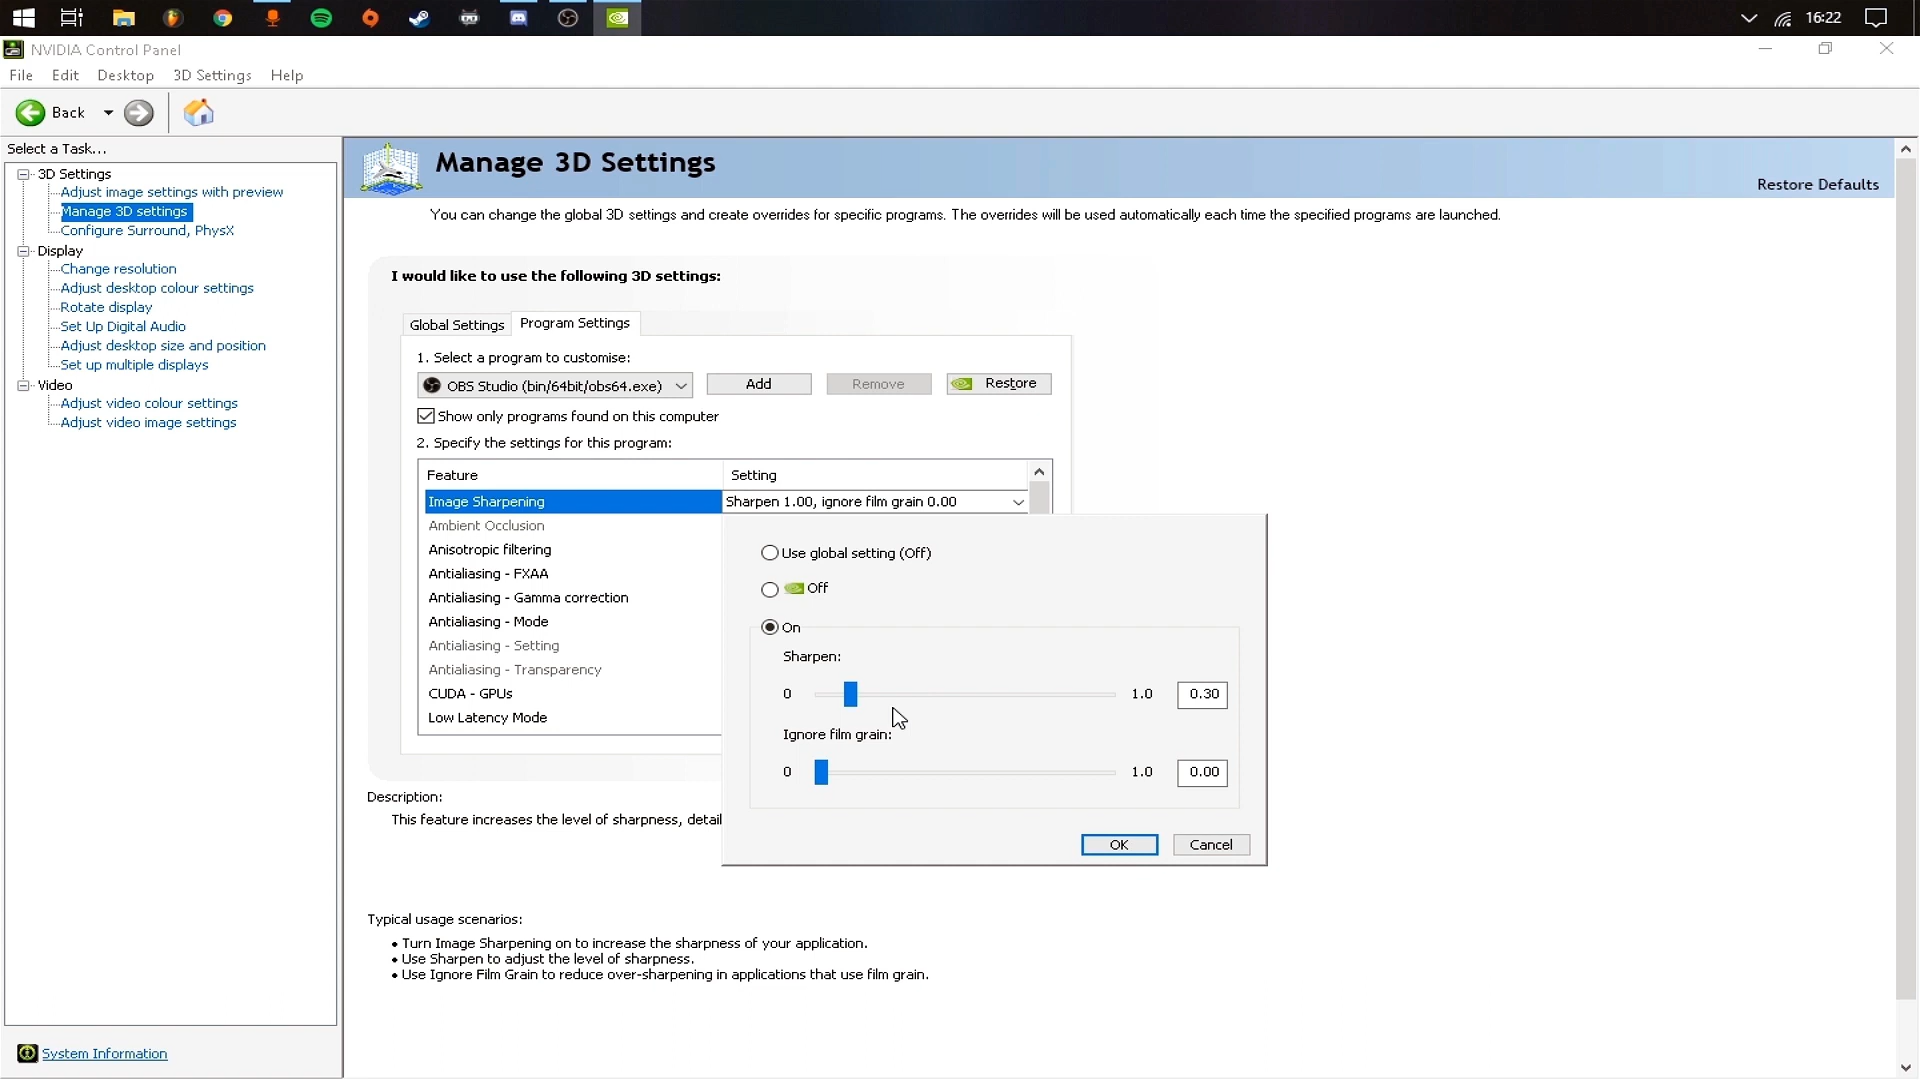 16:22
NVIDIA Control Panel
File Edit Desktop 3D Settings Help
Back
Select a Task...
3D Settings
Adjust image settings with preview
Manage 3D settings
Configure Surround, PhysX
Display
Change resolution
Adjust desktop colour settings
Rotate display
Set Up Digital Audio
Adjust desktop size and position
Set up multiple displays
Video
Adjust video colour settings
Adjust video image settings
System Information
Manage 3D Settings
Restore Defaults
You can change the global 3D settings and create overrides for specific programs. The overrides will be used automatically each time the specified programs are launched.
I would like to use the following 3D settings:
Global Settings Program Settings
1. Select a program to customise:
OBS Studio (bin/64bit/obs64.exe) Add Remove Restore
Show only programs found on this computer
2. Specify the settings for this program:
Feature Setting
Image Sharpening Sharpen 1.00, ignore film grain 0.00
Ambient Occlusion
Anisotropic filtering
Antialiasing - FXAA
Antialiasing - Gamma correction
Antialiasing - Mode
Antialiasing - Setting
Antialiasing - Transparency
CUDA - GPUs
Low Latency Mode
Use global setting (Off)
Off
On
Sharpen:
0 1.0 0.30
Ignore film grain:
0 1.0 0.00
OK Cancel
Description:
This feature increases the level of sharpness, detail
Typical usage scenarios:
• Turn Image Sharpening on to increase the sharpness of your application.
• Use Sharpen to adjust the level of sharpness.
• Use Ignore Film Grain to reduce over-sharpening in applications that use film grain.